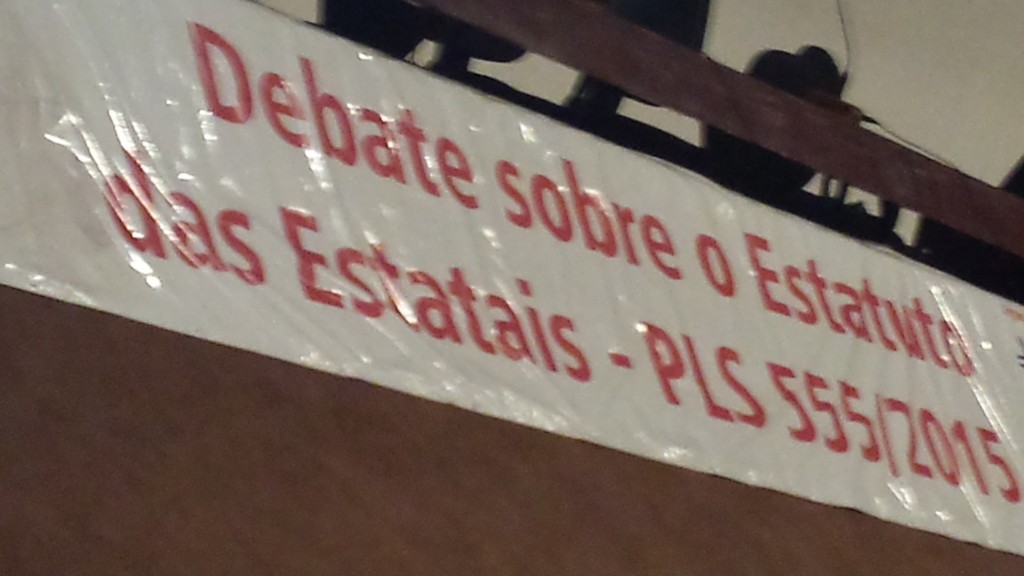 Debate sobre o Estatuto
das Estatais - PLS 555/2015